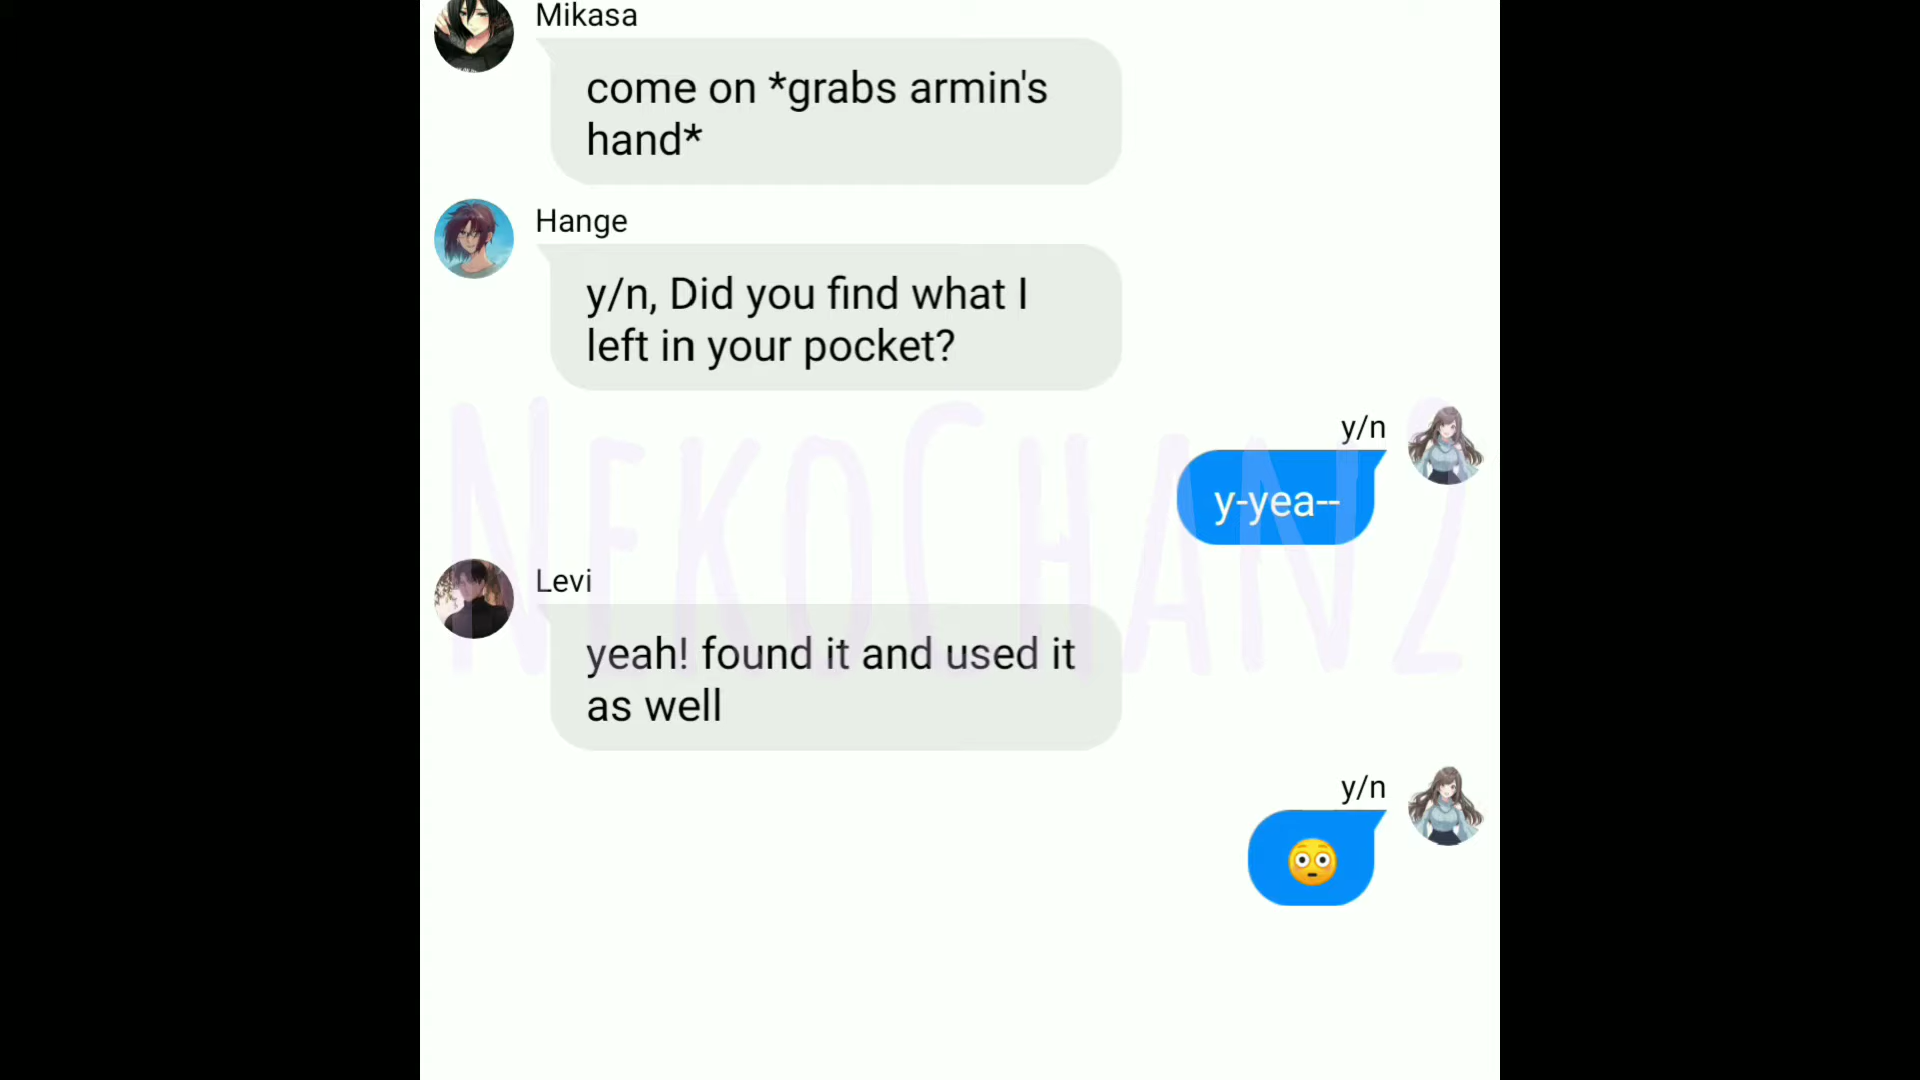 Mikasa
come on *grabs armin's
hand*
Hange
y/n, Did you find what I
left in your pocket?
y/n
y-yea--
NEKOCHAN2
Levi
yeah! found it and used it
as well
y/n
😳